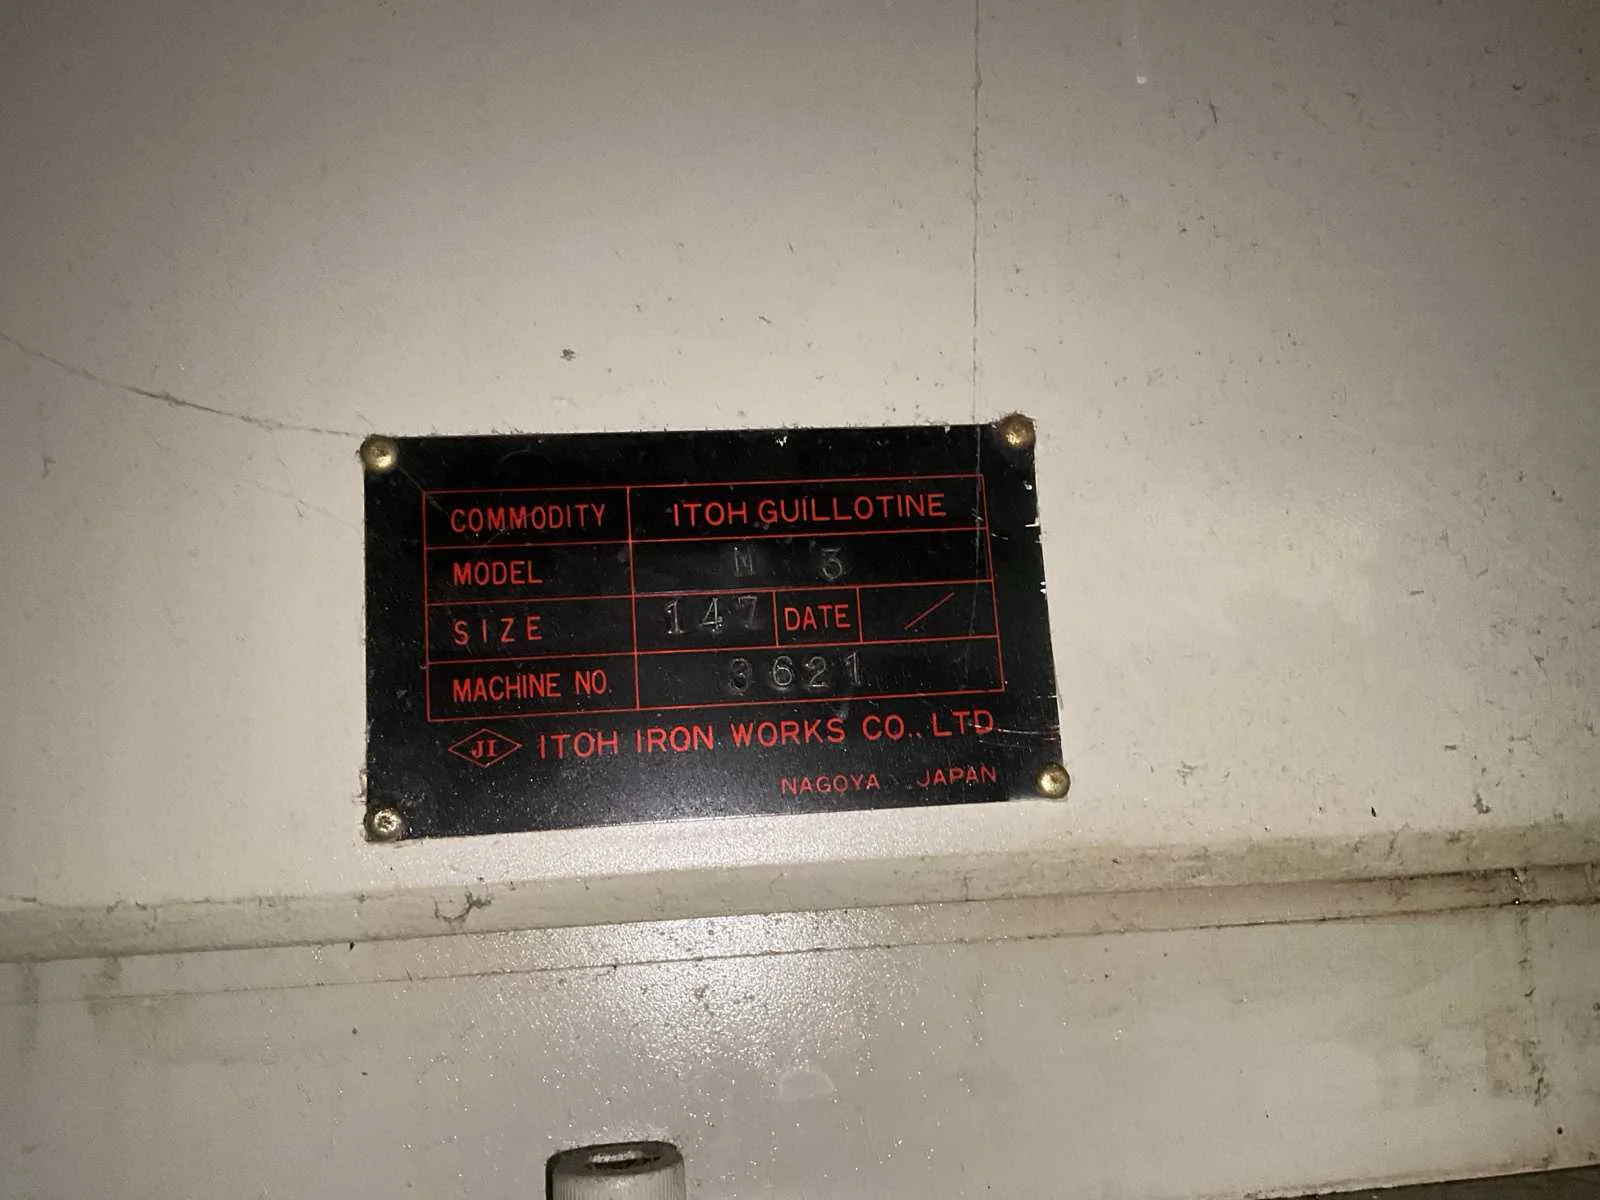 COMMODITY ITOH GUILLOTINE
MODEL M 3
SIZE 147 DATE /
MACHINE NO. 3621
JI ITOH IRON WORKS CO., LTD.
NAGOYA JAPAN